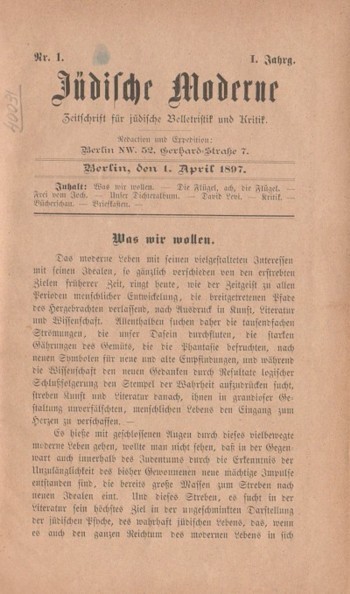 Nr. 1. I. Jahrg.
Jüdische Moderne
Zeitschrift für jüdische Belletristik und Kritik.
Redaction und Expedition:
Berlin NW. 52, Gerhard-Straße 7.
Berlin, den 1. April 1897.
Inhalt: Was wir wollen. — Die Flügel, ach, die Flügel. —
Frei vom Joch. — Unser Dichteralbum. — David Levi. — Kritik. —
Bücherschau. — Briefkasten. —
Was wir wollen.
Das moderne Leben mit seinen vielgestalteten Interessen
mit seinen Idealen, so gänzlich verschieden von den erstrebten
Zielen früherer Zeit, ringt heute, wie der Zeitgeist zu allen
Perioden menschlicher Entwickelung, die breitgetretenen Pfade
des Hergebrachten verlassend, nach Ausdruck in Kunst, Literatur
und Wissenschaft. Allenthalben suchen daher die tausendfachen
Strömungen, die unser Dasein durchfluten, die starken
Gährungen des Gemüts, die die Phantasie befruchten, nach
neuen Symbolen für neue und alte Empfindungen, und während
die Wissenschaft den neuen Gedanken durch Resultate logischer
Schlussfolgerung den Stempel der Wahrheit aufzudrücken sucht,
streben Kunst und Literatur danach, ihnen in grandioser Ge-
staltung unverfälschten, menschlichen Lebens den Eingang zum
Herzen zu verschaffen. —
Es hieße mit geschlossenen Augen durch dieses vielbewegte
moderne Leben gehen, wollte man nicht sehen, daß in der Gegen-
wart auch innerhalb des Judentums durch die Erkenntnis der
Unzulänglichkeit des bisher Gewonnenen neue mächtige Impulse
entstanden sind, die bereits große Massen zum Streben nach
neuen Idealen eint. Und dieses Streben, es sucht in der
Literatur sein höchstes Ziel in der ungeschminkten Darstellung
der jüdischen Psyche, des wahrhaft jüdischen Lebens, das, wenn
es auch den ganzen Reichtum des modernen Lebens in sich